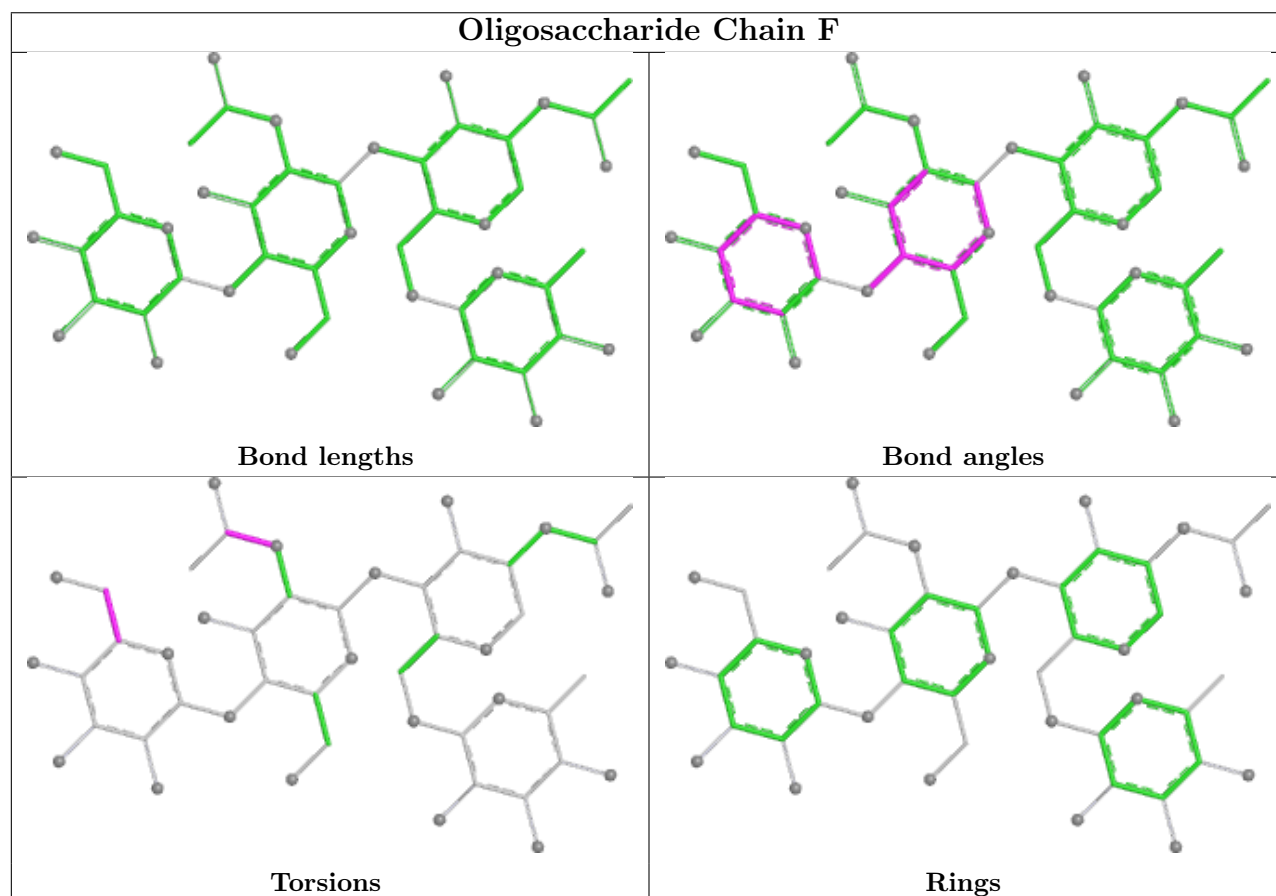 Oligosaccharide Chain F
Bond lengths
Bond angles
Torsions
Rings